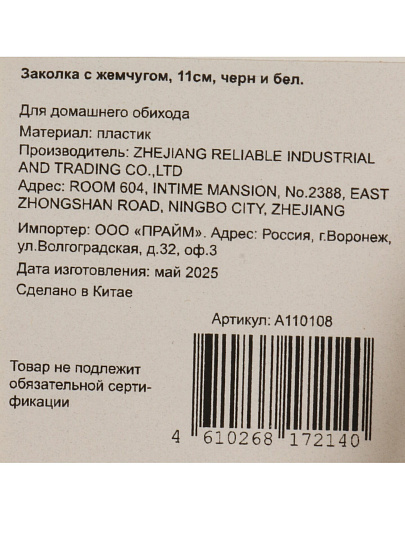 Заколка с жемчугом, 11см, черн и бел.
Для домашнего обихода
Материал: пластик
Производитель: ZHEJIANG RELIABLE INDUSTRIAL
AND TRADING CO.,LTD
Адрес: ROOM 604, INTIME MANSION, No.2388, EAST
ZHONGSHAN ROAD, NINGBO CITY, ZHEJIANG
Импортер: ООО «ПРАЙМ». Адрес: Россия, г.Воронеж,
ул.Волгоградская, д.32, оф.3
Дата изготовления: май 2025
Сделано в Китае
Артикул: А110108
Товар не подлежит
обязательной серти-
фикации
4 610268 172140